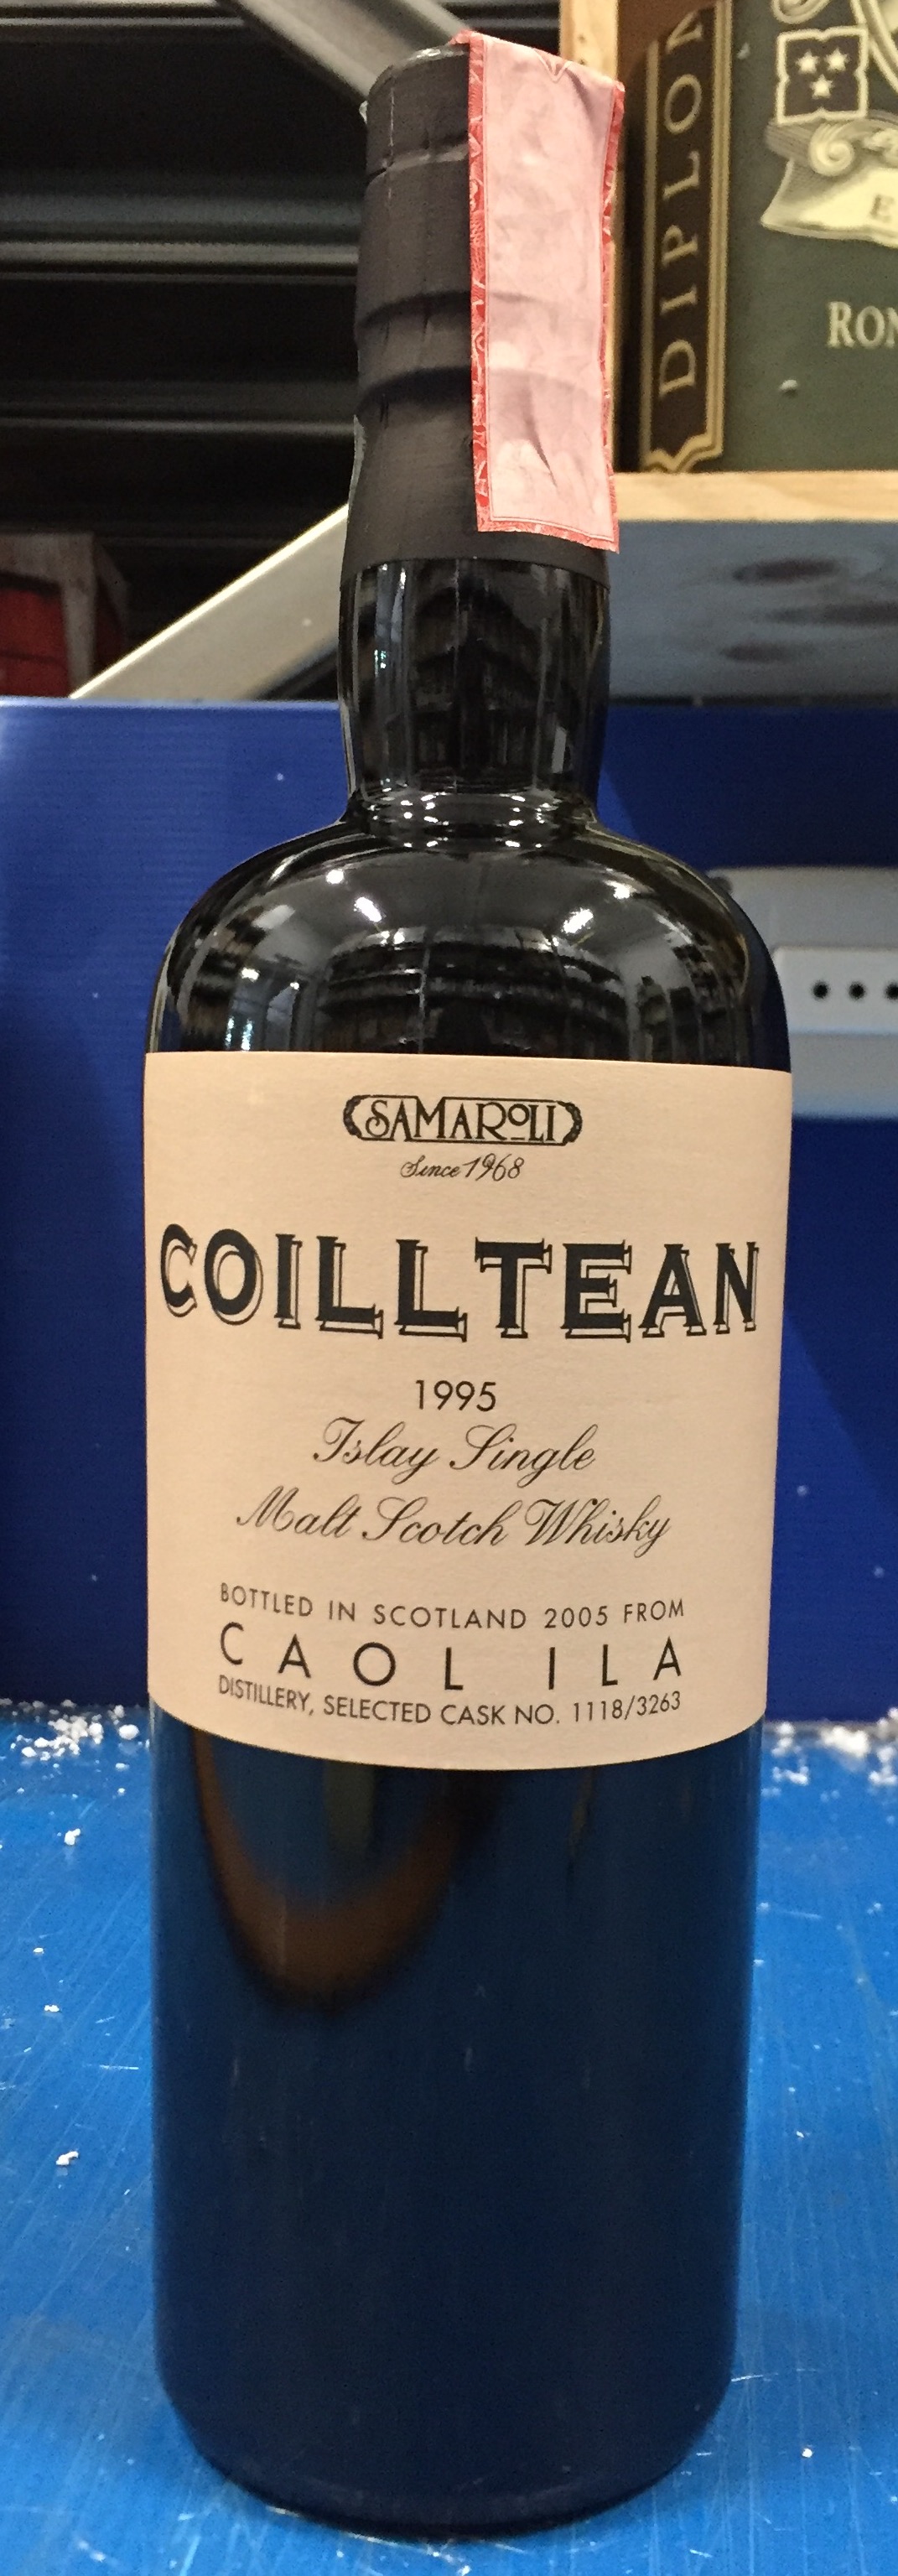 DIPLOM
RON
SAMAROLI
Since 1968
COILLTEAN
1995
Islay Single
Malt Scotch Whisky
BOTTLED IN SCOTLAND 2005 FROM
CAOL ILA
DISTILLERY, SELECTED CASK NO. 1118/3263